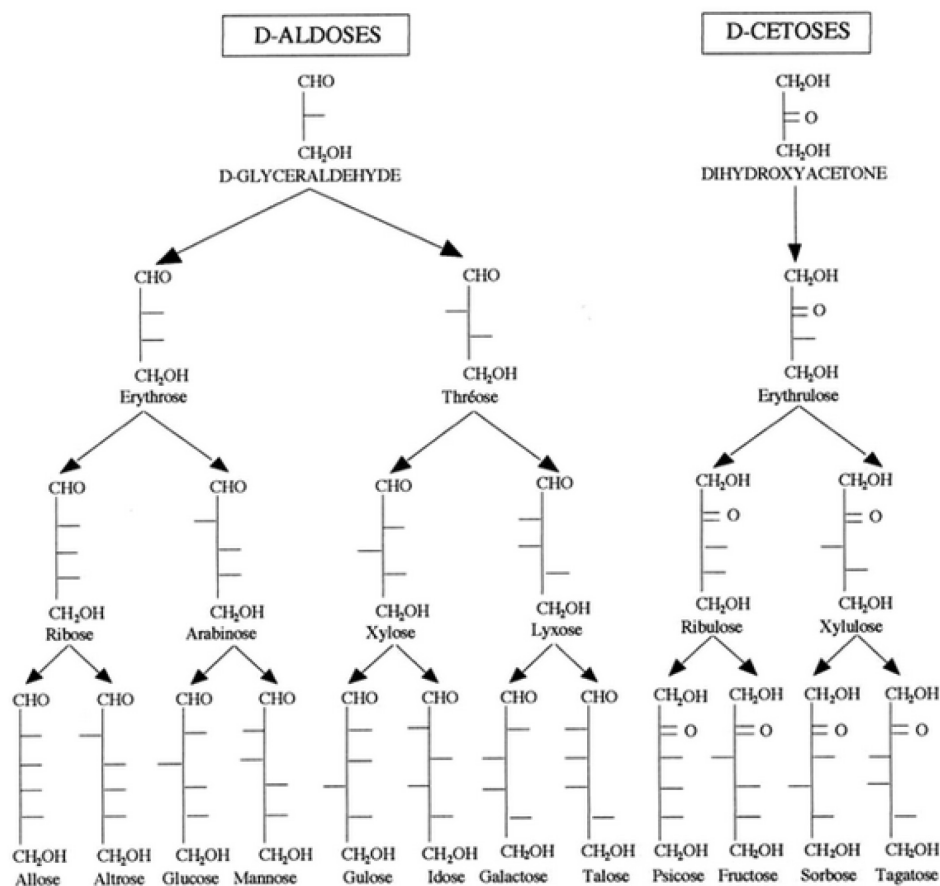 D-ALDOSES D-CETOSES
CHO CH2OH
O
CH2OH CH2OH
D-GLYCERALDEHYDE DIHYDROXYACETONE
CHO CHO CH2OH
O
CH2OH CH2OH CH2OH
Erythrose Thréose Erythrulose
CHO CHO CHO CHO CH2OH CH2OH
O O
CH2OH CH2OH CH2OH CH2OH CH2OH CH2OH
Ribose Arabinose Xylose Lyxose Ribulose Xylulose
CHO CHO CHO CHO CHO CHO CHO CHO CH2OH CH2OH CH2OH CH2OH
O O O O
CH2OH CH2OH CH2OH CH2OH CH2OH CH2OH CH2OH CH2OH CH2OH CH2OH CH2OH CH2OH
Allose Altrose Glucose Mannose Gulose Idose Galactose Talose Psicose Fructose Sorbose Tagatose